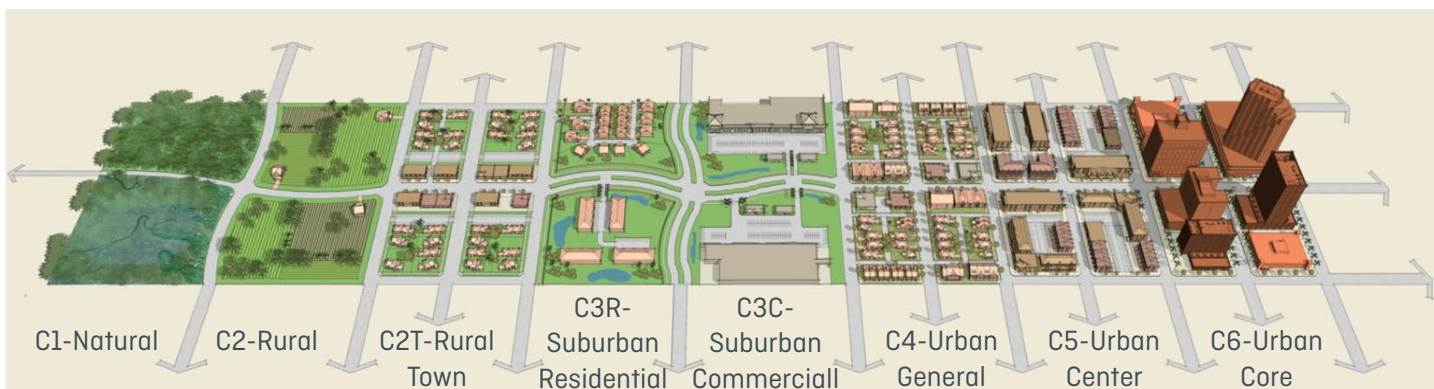 C1-Natural
C2-Rural
C2T-Rural
Town
C3R-
Suburban
Residential
C3C-
Suburban
Commerciall
C4-Urban
General
C5-Urban
Center
C6-Urban
Core